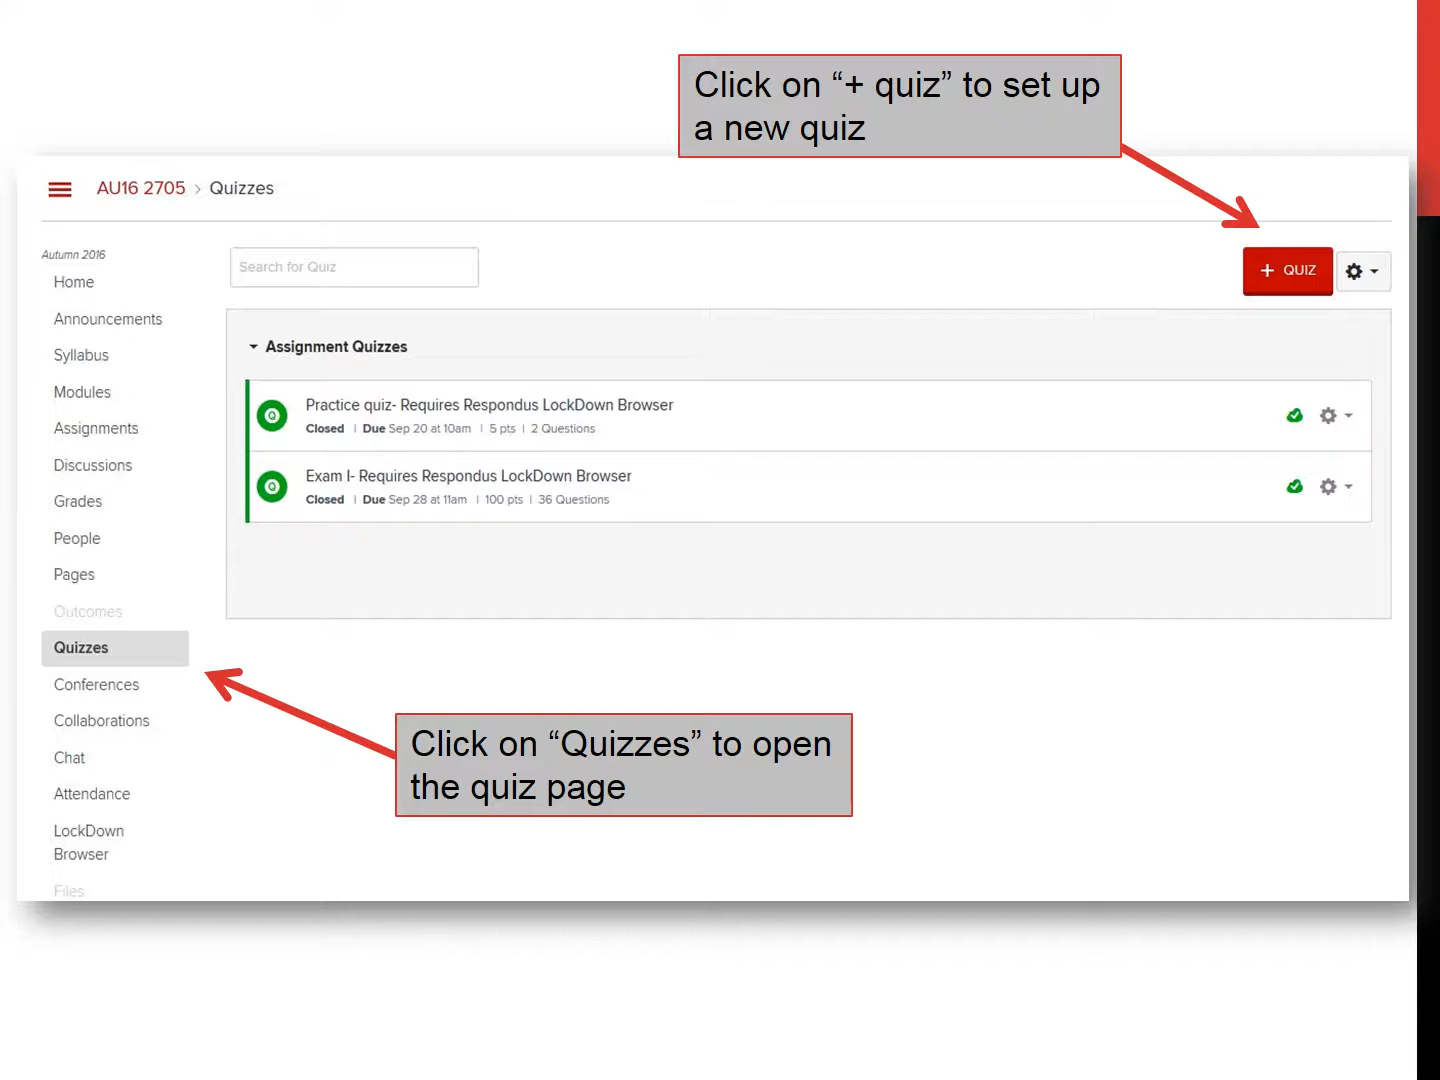 Click on “+ quiz” to set up
a new quiz
AU16 2705 › Quizzes
Autumn 2016
Home
Announcements
Syllabus
Modules
Assignments
Discussions
Grades
People
Pages
Outcomes
Quizzes
Conferences
Collaborations
Chat
Attendance
LockDown
Browser
Files
Search for Quiz
+ QUIZ
Assignment Quizzes
Practice quiz- Requires Respondus LockDown Browser
Closed | Due Sep 20 at 10am | 5 pts | 2 Questions
Exam I- Requires Respondus LockDown Browser
Closed | Due Sep 28 at 11am | 100 pts | 36 Questions
Click on “Quizzes” to open
the quiz page